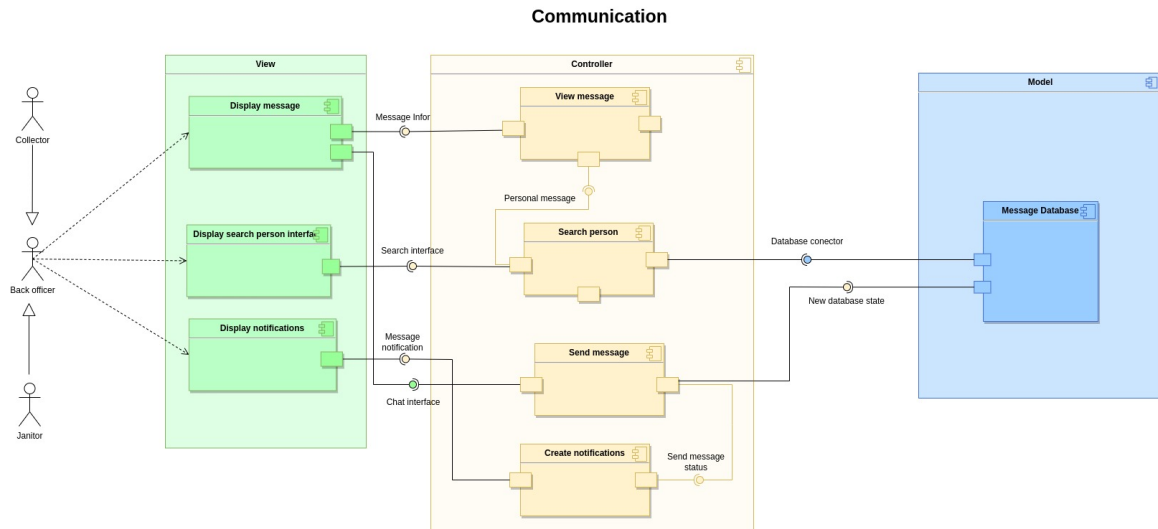 Communication
View
Controller
Model
Display message
View message
Message Infor
Collector
Personal message
Message Database
Display search person interfa
Search person
Search interface
Database conector
Back officer
New database state
Display notifications
Message
notification
Send message
Chat interface
Janitor
Create notifications
Send message
status